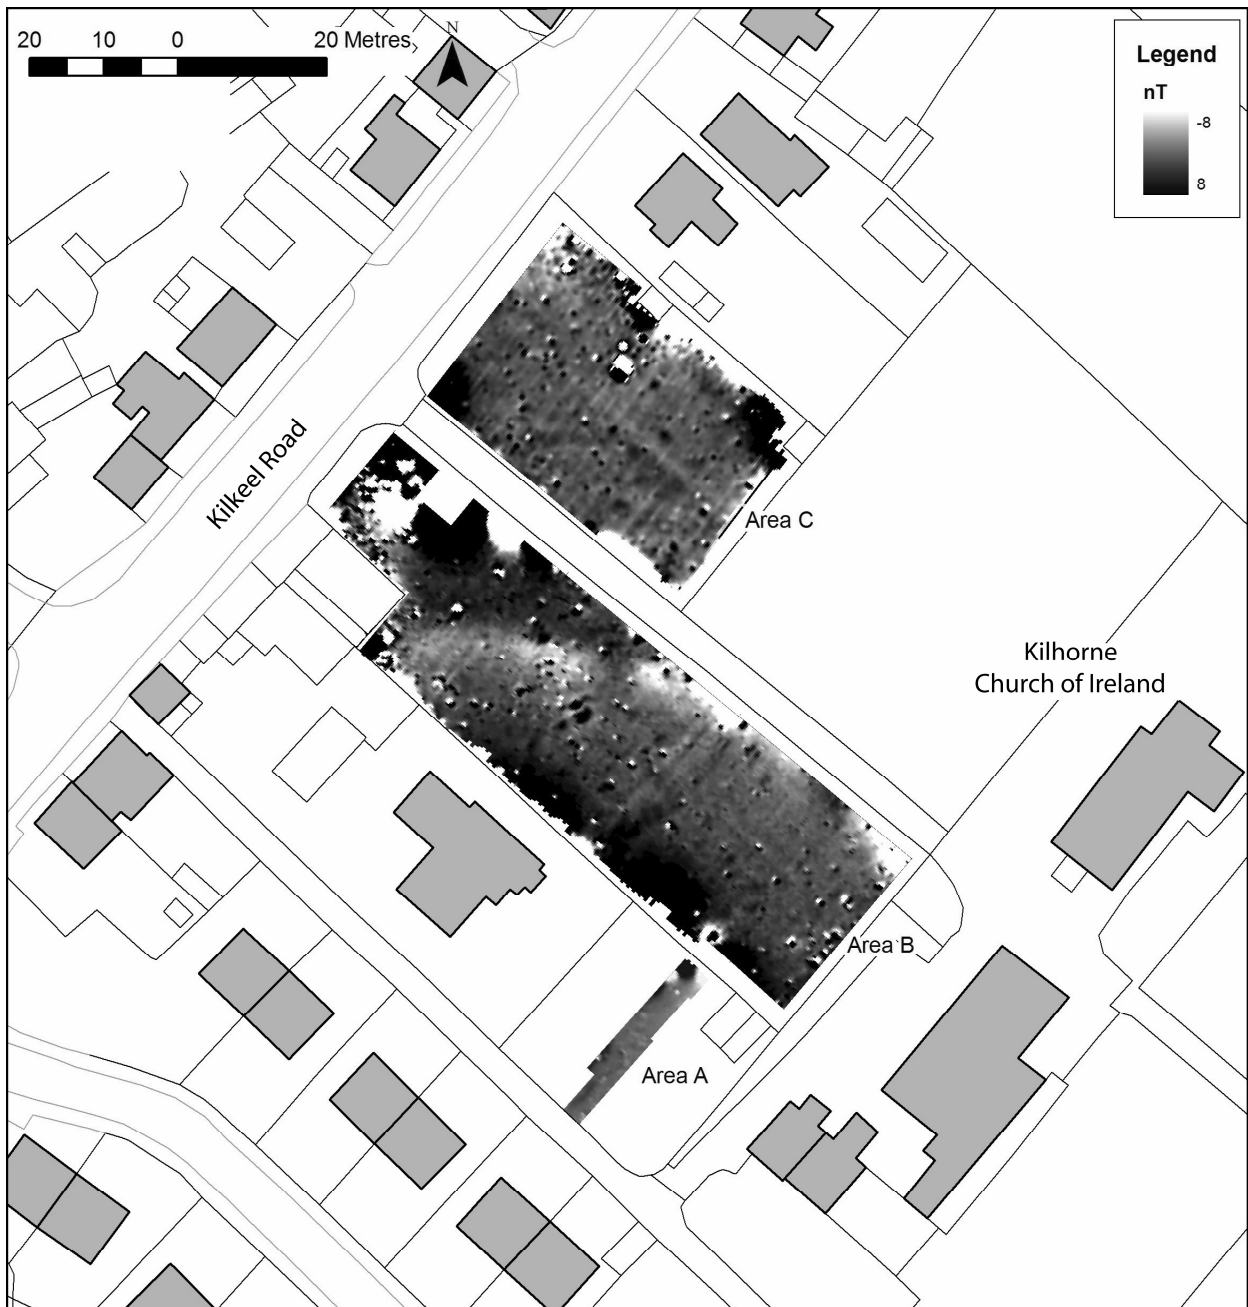 20 10 0 20 Metres
N
Legend
nT
-8
8
Kilkeel Road
Area C
Kilhorne
Church of Ireland
Area B
Area A